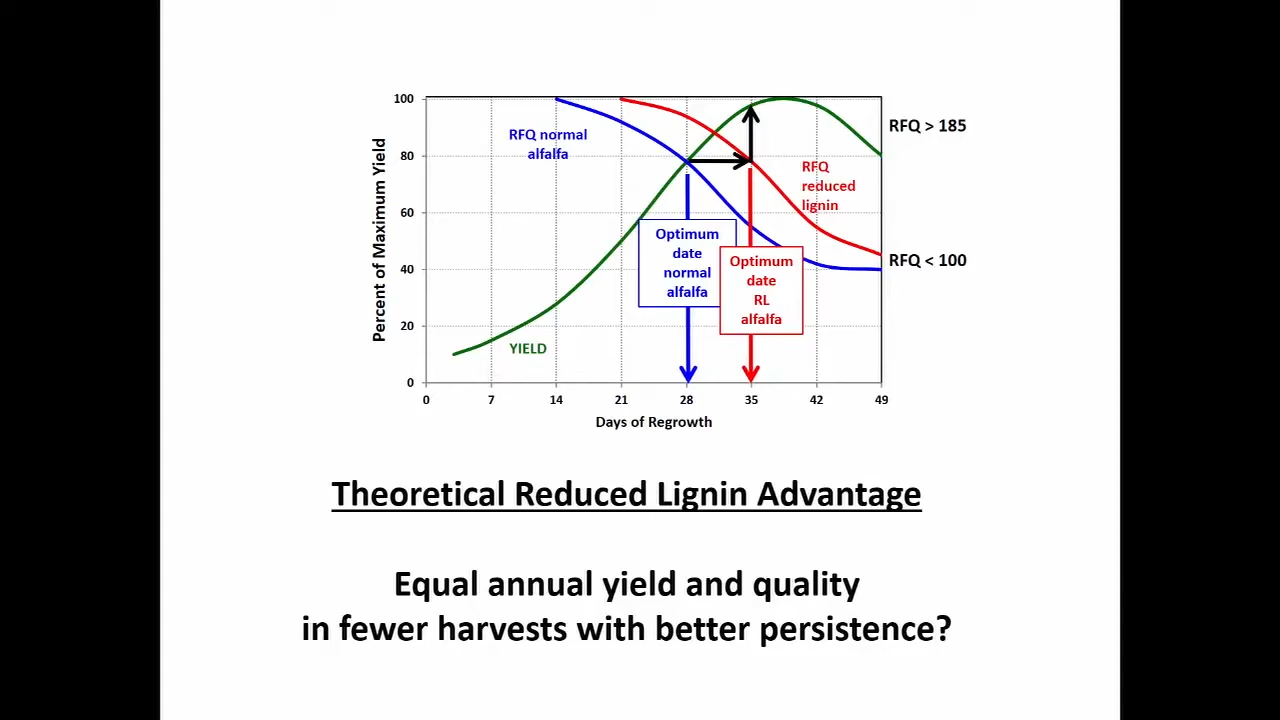 100
80
60
40
20
0
Percent of Maximum Yield
RFQ normal
alfalfa
YIELD
Optimum
date
normal
alfalfa
Optimum
date
RL
alfalfa
RFQ
reduced
lignin
RFQ > 185
RFQ < 100
0 7 14 21 28 35 42 49
Days of Regrowth
Theoretical Reduced Lignin Advantage
Equal annual yield and quality
in fewer harvests with better persistence?